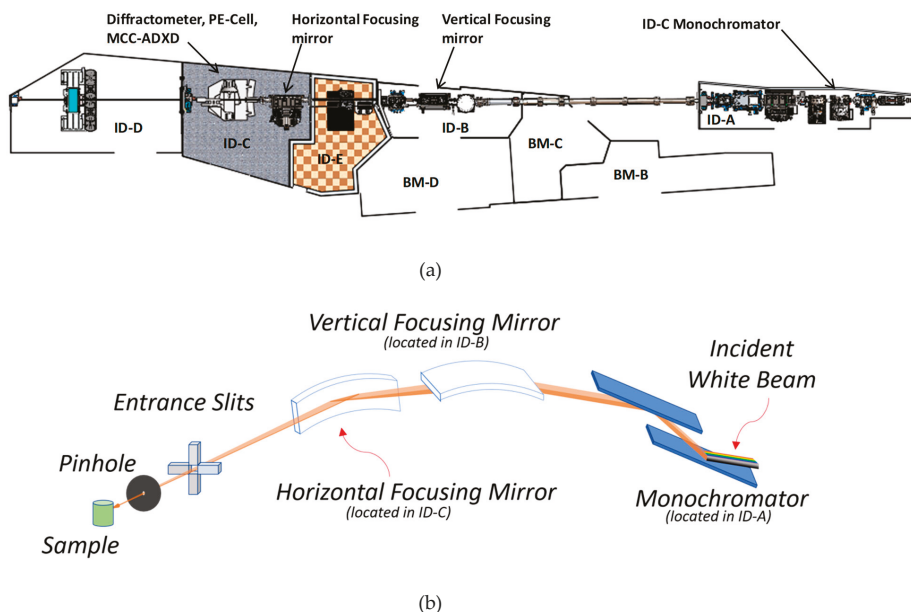 Diffractometer, PE-Cell,
MCC-ADXD
Horizontal Focusing
mirror
Vertical Focusing
mirror
ID-C Monochromator
ID-D
ID-C
ID-E
ID-B
ID-A
BM-C
BM-D
BM-B
(a)
Vertical Focusing Mirror
(located in ID-B)
Incident
White Beam
Entrance Slits
Pinhole
Horizontal Focusing Mirror
(located in ID-C)
Monochromator
(located in ID-A)
Sample
(b)